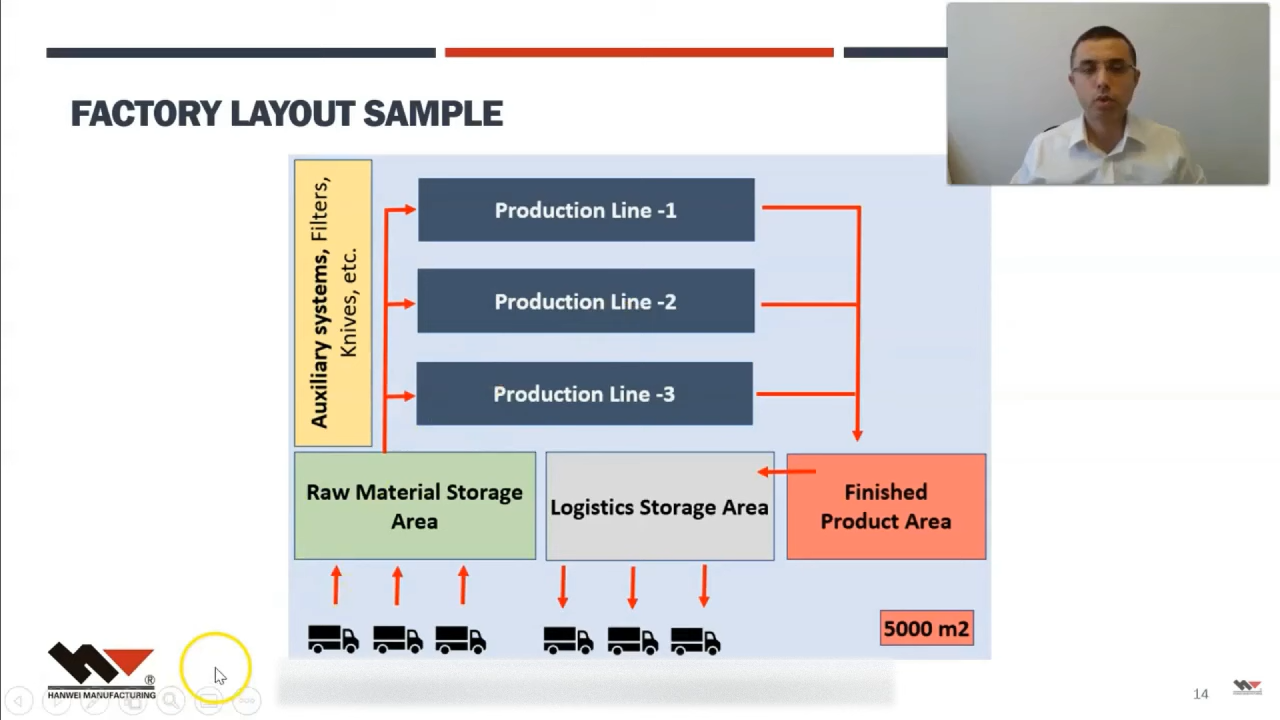 FACTORY LAYOUT SAMPLE
Auxiliary systems, Filters,
Knives, etc.
Production Line -1
Production Line -2
Production Line -3
Raw Material Storage
Area
Logistics Storage Area
Finished
Product Area
5000 m2
®
HANWEI MANUFACTURING
14